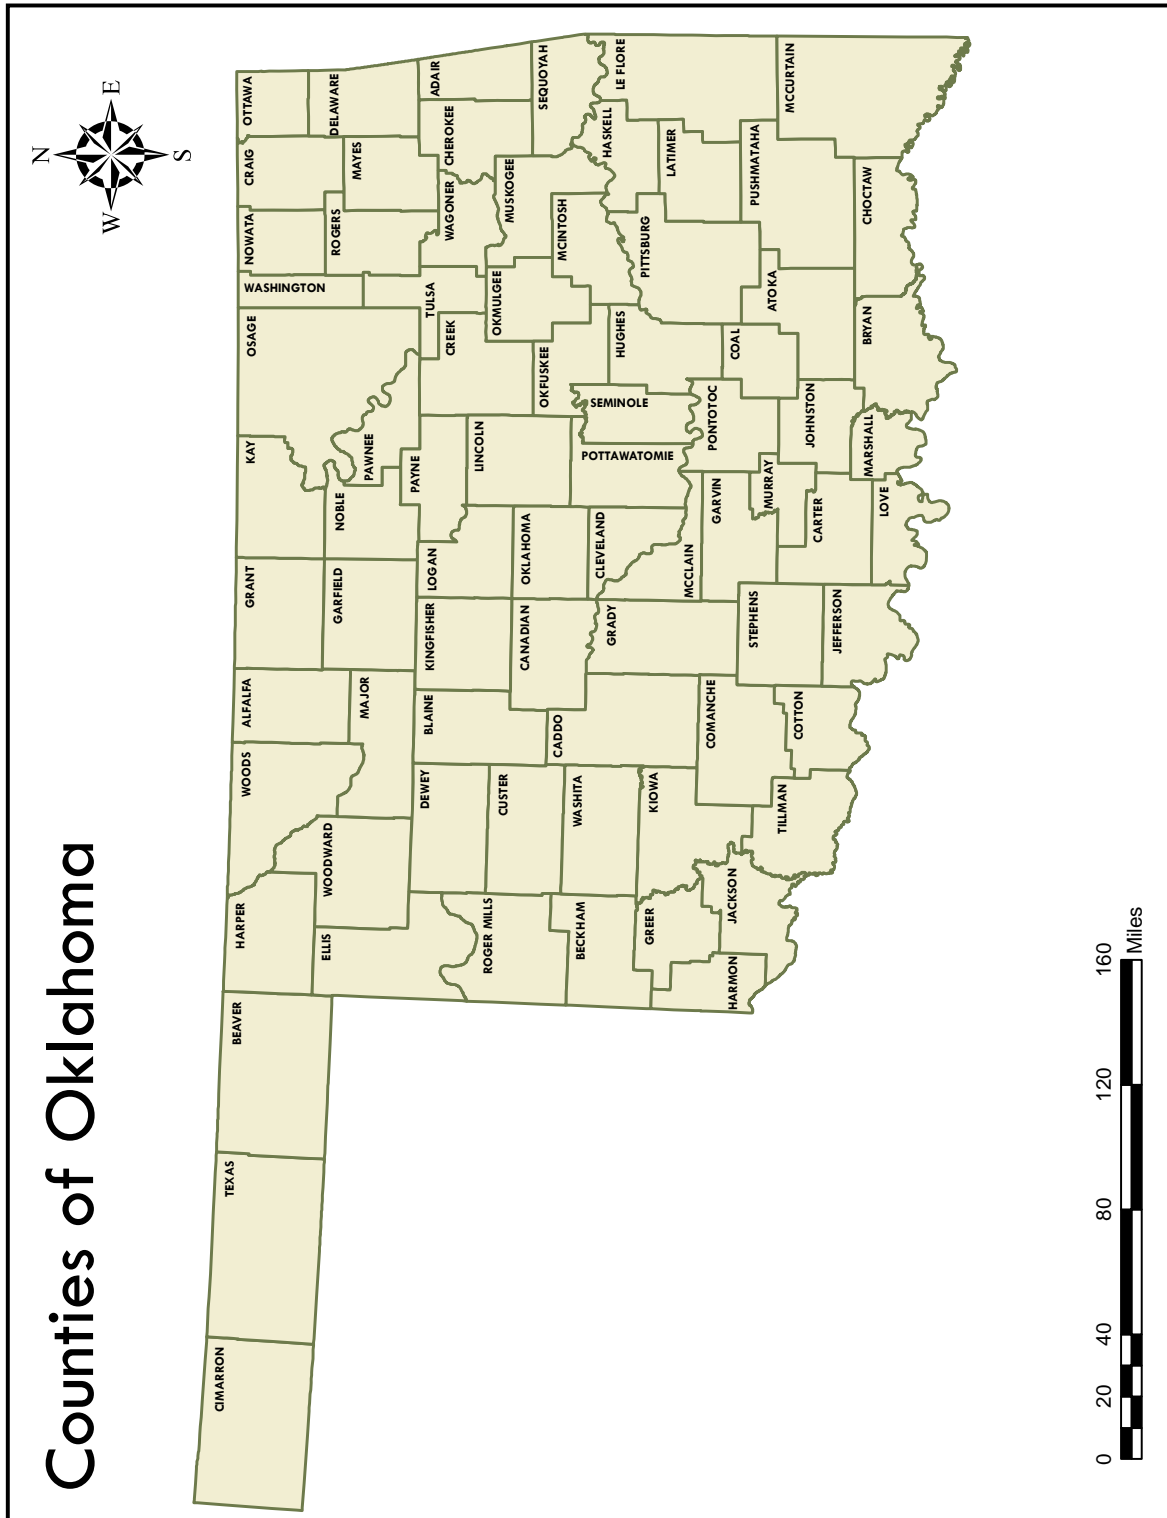 Counties of Oklahoma
N
W
E
S
CIMARRON
TEXAS
BEAVER
HARPER
WOODS
ALFALFA
GRANT
KAY
OSAGE
WASHINGTON
NOWATA
CRAIG
OTTAWA
ELLIS
WOODWARD
MAJOR
GARFIELD
NOBLE
PAWNEE
ROGERS
MAYES
DELAWARE
ROGER MILLS
DEWEY
BLAINE
KINGFISHER
LOGAN
PAYNE
CREEK
TULSA
WAGONER
CHEROKEE
ADAIR
CUSTER
CANADIAN
OKLAHOMA
LINCOLN
OKFUSKEE
OKMULGEE
MUSKOGEE
SEQUOYAH
BECKHAM
WASHITA
CADDO
GRADY
CLEVELAND
POTTAWATOMIE
SEMINOLE
HUGHES
MCINTOSH
HASKELL
LE FLORE
GREER
KIOWA
MCCLAIN
PITTSBURG
LATIMER
HARMON
JACKSON
COMANCHE
STEPHENS
GARVIN
MURRAY
PONTOTOC
COAL
ATOKA
PUSHMATAHA
MCCURTAIN
TILLMAN
COTTON
JEFFERSON
CARTER
LOVE
MARSHALL
JOHNSTON
BRYAN
CHOCTAW
0 20 40 80 120 160
Miles